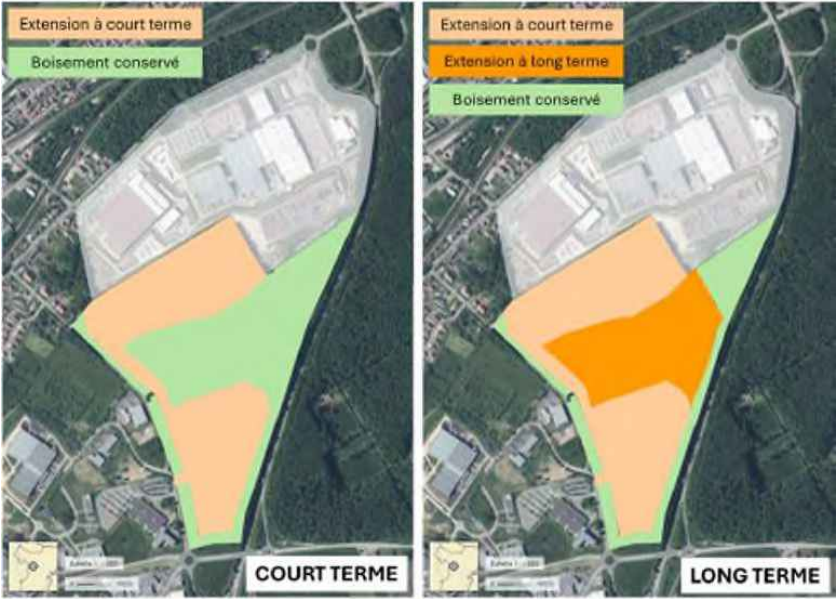 Extension à court terme
Boisement conservé
COURT TERME
Extension à court terme
Extension à long terme
Boisement conservé
LONG TERME